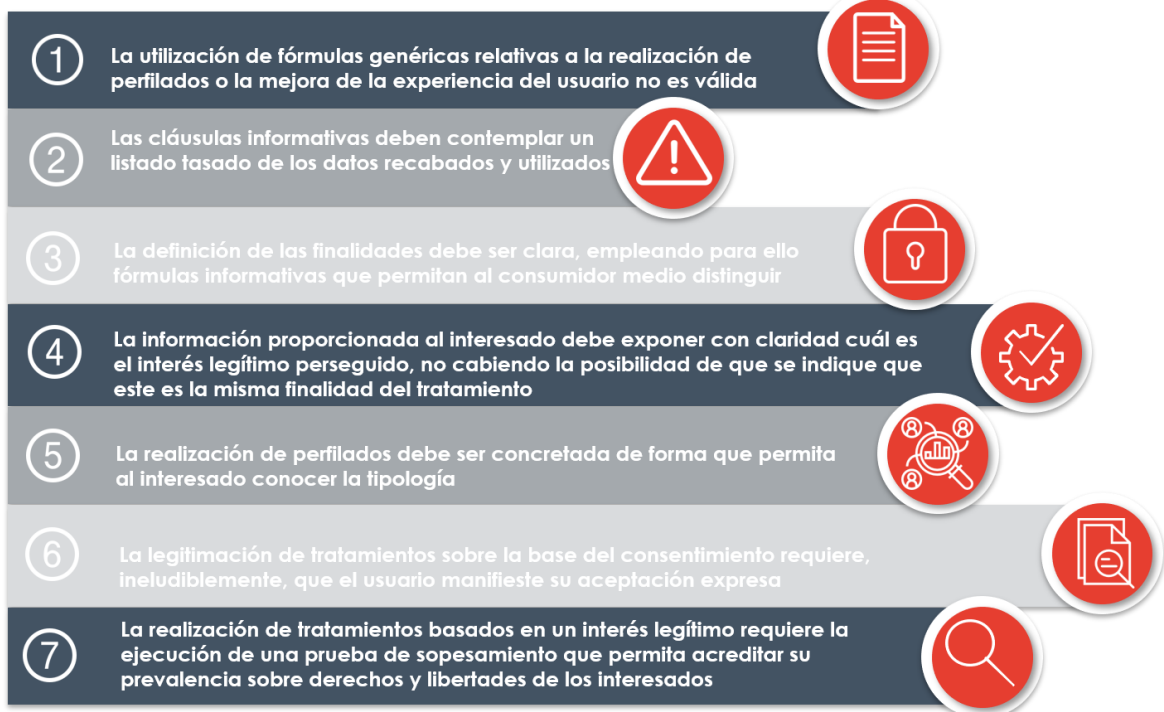 1
La utilización de fórmulas genéricas relativas a la realización de
perfilados o la mejora de la experiencia del usuario no es válida
2
Las cláusulas informativas deben contemplar un
listado tasado de los datos recabados y utilizados
3
La definición de las finalidades debe ser clara, empleando para ello
fórmulas informativas que permitan al consumidor medio distinguir
4
La información proporcionada al interesado debe exponer con claridad cuál es
el interés legítimo perseguido, no cabiendo la posibilidad de que se indique que
este es la misma finalidad del tratamiento
5
La realización de perfilados debe ser concretada de forma que permita
al interesado conocer la tipología
6
La legitimación de tratamientos sobre la base del consentimiento requiere,
ineludiblemente, que el usuario manifieste su aceptación expresa
7
La realización de tratamientos basados en un interés legítimo requiere la
ejecución de una prueba de sopesamiento que permita acreditar su
prevalencia sobre derechos y libertades de los interesados